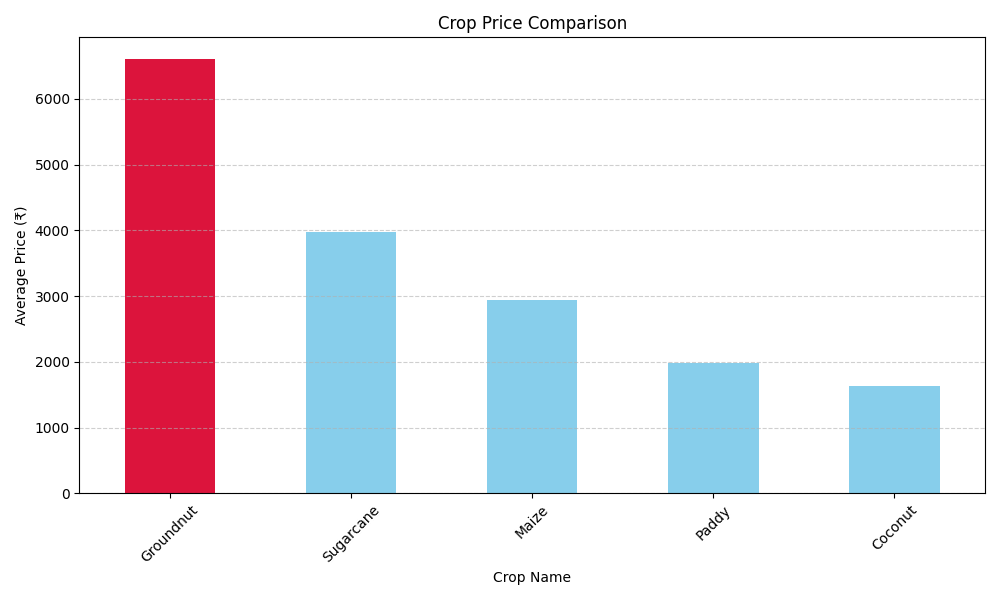 Crop Price Comparison
Average Price (₹)
6000
5000
4000
3000
2000
1000
0
Groundnut
Sugarcane
Maize
Paddy
Coconut
Crop Name